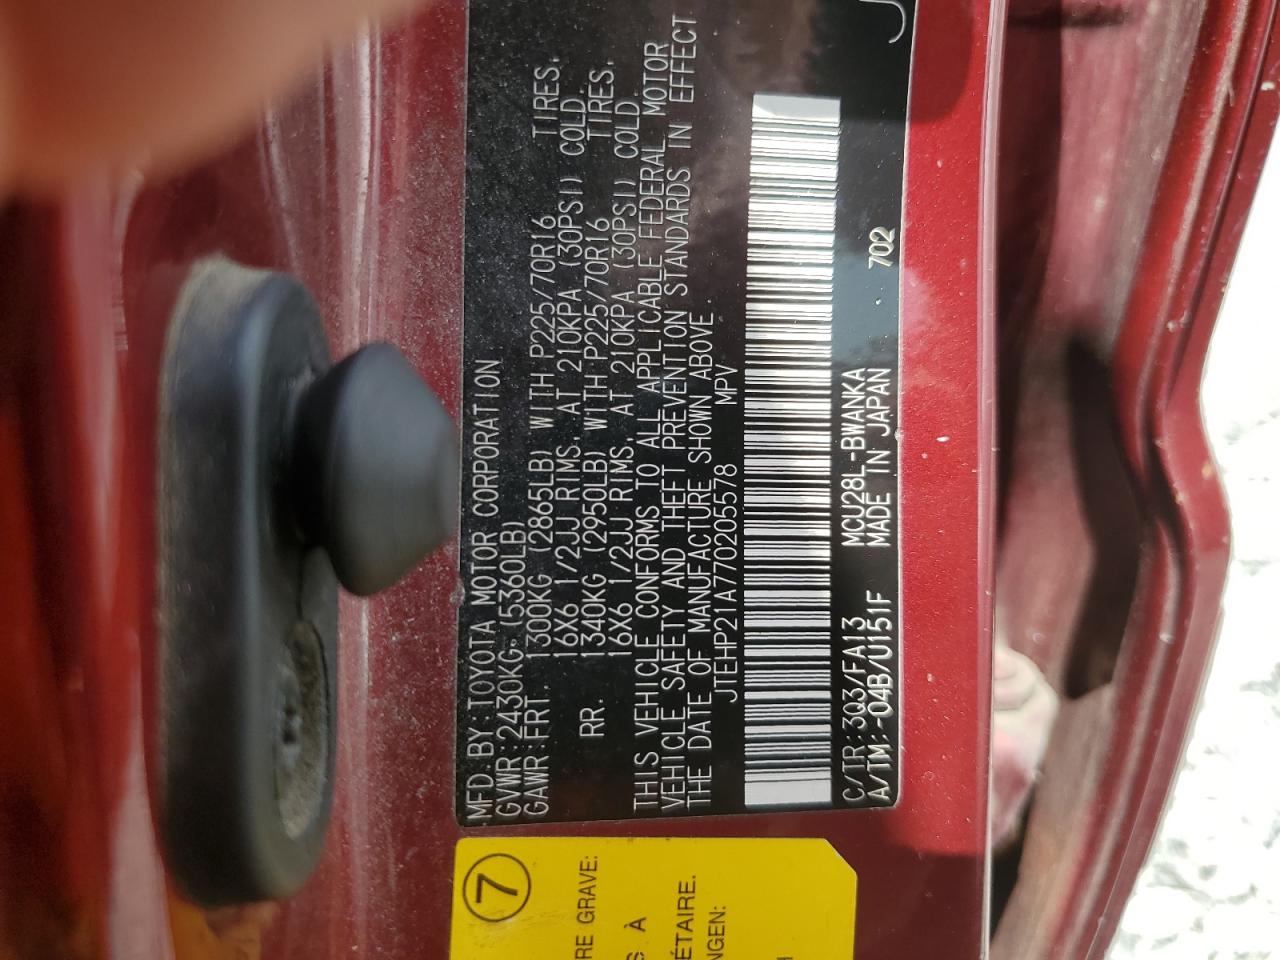 MFD.BY:TOYOTA MOTOR CORPORATION
GVWR:2430KG.(5360LB)
GAWR:FRT. 1300KG (2865LB) WITH P225/70R16 TIRES,
16X6 1/2JJ RIMS, AT 210KPA (30PSI) COLD.
RR. 1340KG (2950LB) WITH P225/70R16 TIRES,
16X6 1/2JJ RIMS, AT 210KPA (30PSI) COLD.
THIS VEHICLE CONFORMS TO ALL APPLICABLE FEDERAL MOTOR
VEHICLE SAFETY AND THEFT PREVENTION STANDARDS IN EFFECT
THE DATE OF MANUFACTURE SHOWN ABOVE.
JTEHP21A770205578 MPV
C/TR:3Q3/FA13 MCU28L-BWANKA
A/TM:-04B/U151F MADE IN JAPAN 702
7
RE GRAVE:
À
ÉTAIRE.
NGEN: